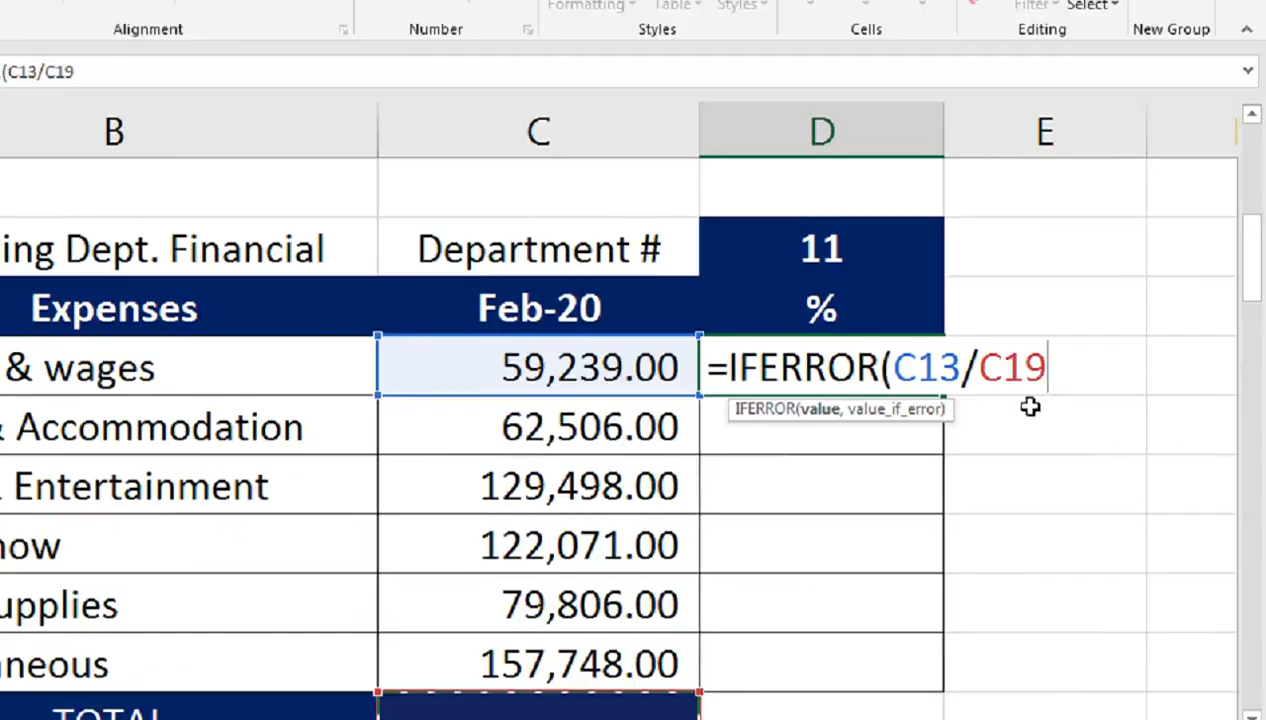 Formatting Table Styles Filter Select
Alignment Number Styles Cells Editing New Group
(C13/C19
B C D E
ing Dept. Financial Department # 11
Expenses Feb-20 %
& wages 59,239.00 =IFERROR(C13/C19
IFERROR(value, value_if_error)
& Accommodation 62,506.00
Entertainment 129,498.00
now 122,071.00
upplies 79,806.00
aneous 157,748.00
TOTAL